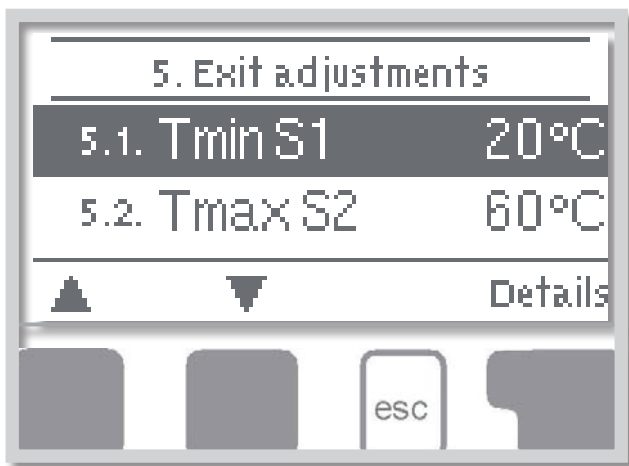 5. Exit adjustments
5.1. Tmin S1 20°C
5.2. Tmax S2 60°C
Details
esc